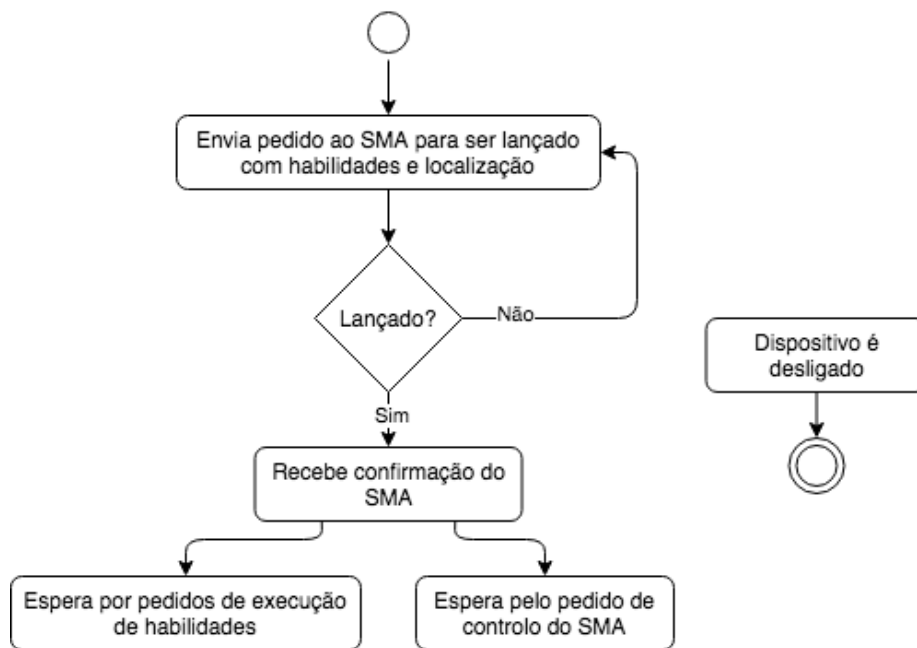 Envia pedido ao SMA para ser lançado
com habilidades e localização
Lançado?
Não
Dispositivo é
desligado
Sim
Recebe confirmação do
SMA
Espera por pedidos de execução
de habilidades
Espera pelo pedido de
controlo do SMA